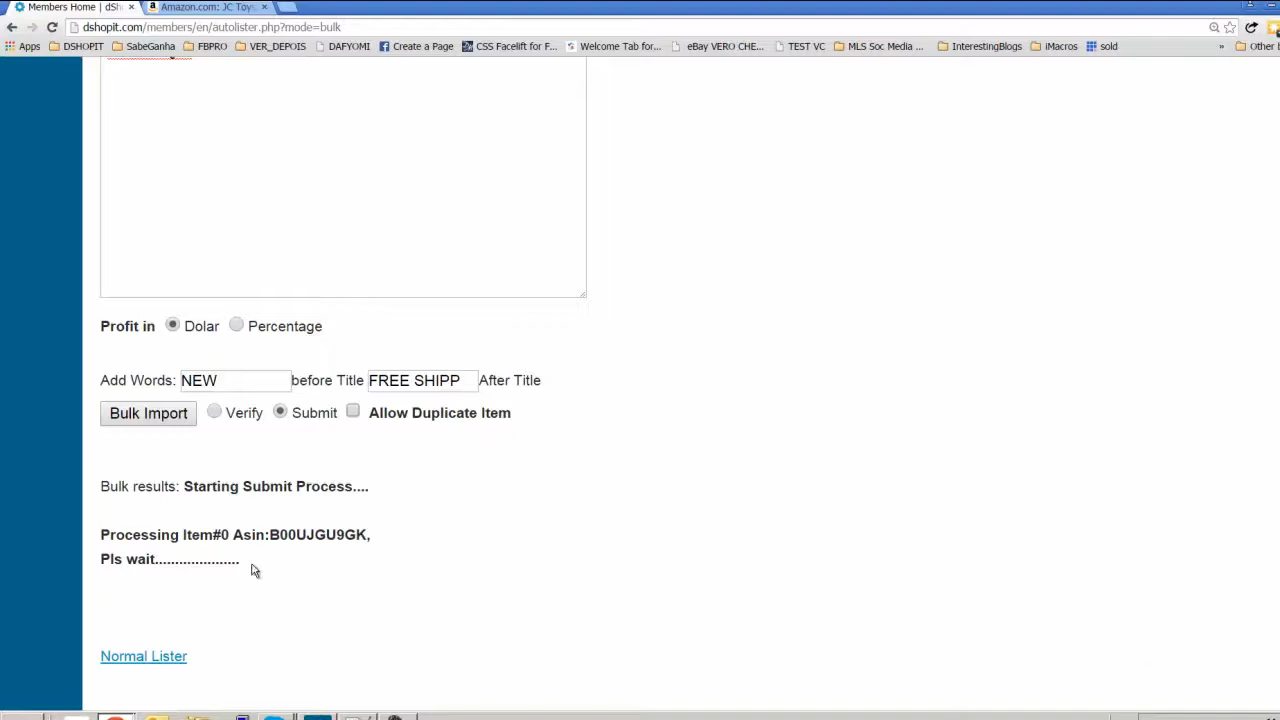 Members Home | dSho
Amazon.com: JC Toys
dshopit.com/members/en/autolister.php?mode=bulk
Apps DSHOPIT SabeGanha FBPRO VER_DEPOIS DAFYOMI Create a Page CSS Facelift for F... Welcome Tab for... eBay VERO CHE... TEST VC MLS Soc Media ... InterestingBlogs iMacros sold » Other
Profit in Dolar Percentage
Add Words: NEW before Title FREE SHIPP After Title
Bulk Import Verify Submit Allow Duplicate Item
Bulk results: Starting Submit Process....
Processing Item#0 Asin:B00UJGU9GK,
Pls wait.....................
Normal Lister